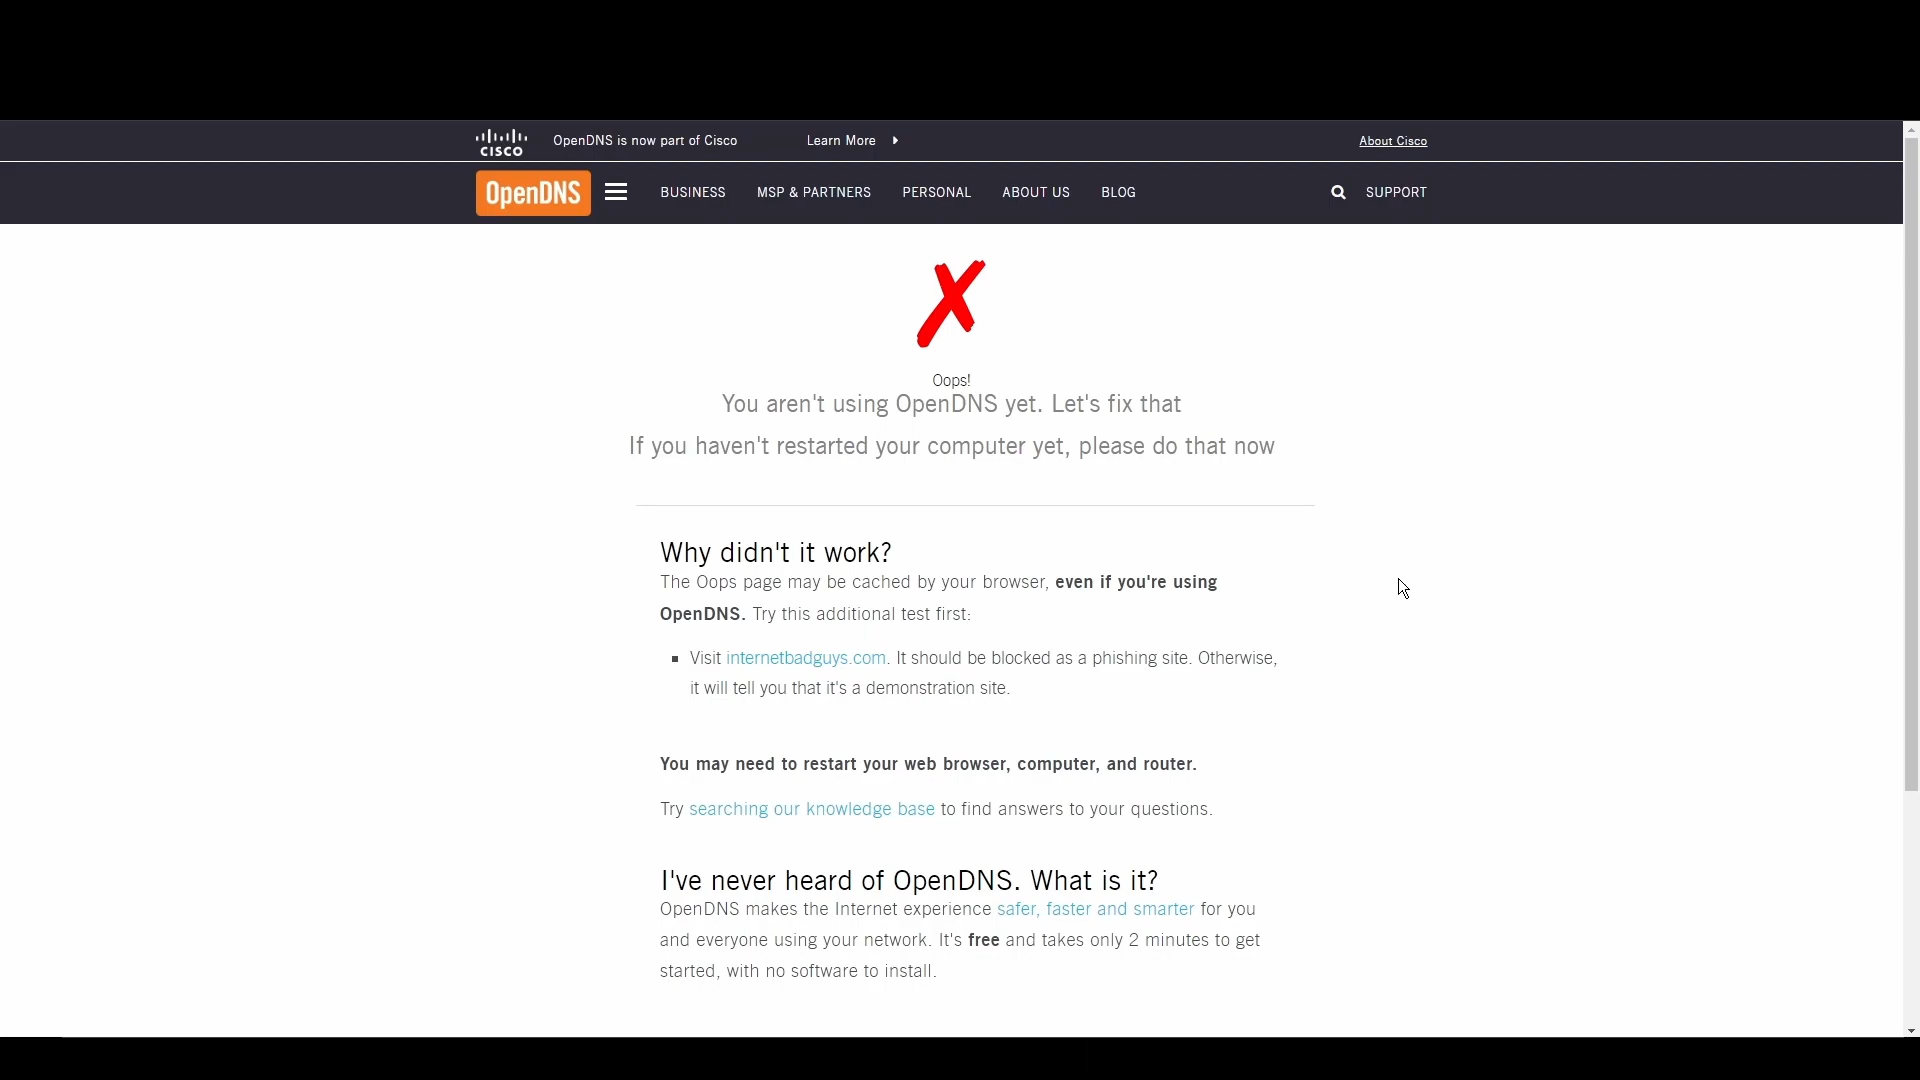 CISCO OpenDNS is now part of Cisco Learn More About Cisco
OpenDNS BUSINESS MSP & PARTNERS PERSONAL ABOUT US BLOG SUPPORT
Oops!
You aren't using OpenDNS yet. Let's fix that
If you haven't restarted your computer yet, please do that now
Why didn't it work?
The Oops page may be cached by your browser, even if you're using
OpenDNS. Try this additional test first:
Visit internetbadguys.com. It should be blocked as a phishing site. Otherwise,
it will tell you that it's a demonstration site.
You may need to restart your web browser, computer, and router.
Try searching our knowledge base to find answers to your questions.
I've never heard of OpenDNS. What is it?
OpenDNS makes the Internet experience safer, faster and smarter for you
and everyone using your network. It's free and takes only 2 minutes to get
started, with no software to install.